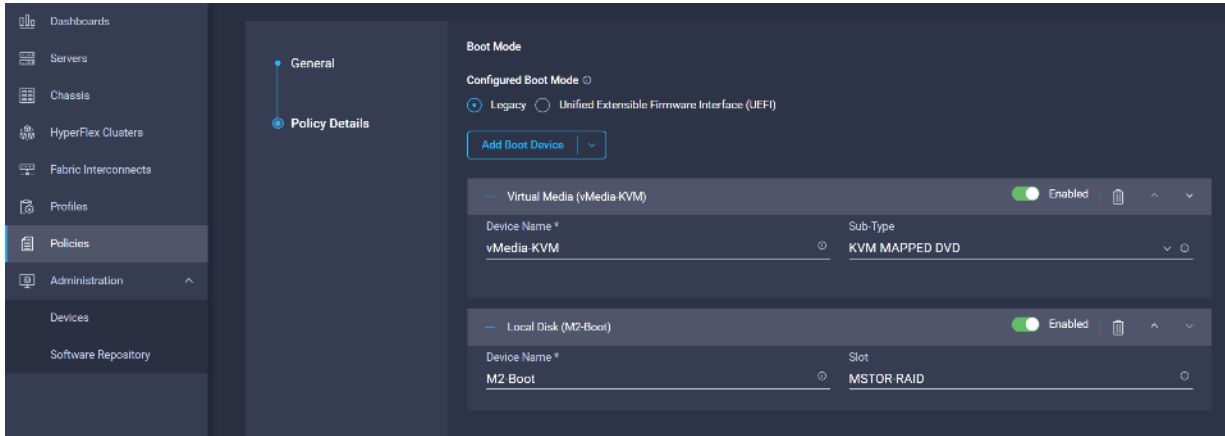 Dashboards
Servers
Chassis
HyperFlex Clusters
Fabric Interconnects
Profiles
Policies
Administration
Devices
Software Repository
General
Policy Details
Boot Mode
Configured Boot Mode
Legacy Unified Extensible Firmware Interface (UEFI)
Add Boot Device
Virtual Media (vMedia-KVM) Enabled
Device Name * Sub-Type
vMedia-KVM KVM MAPPED DVD
Local Disk (M2-Boot) Enabled
Device Name * Slot
M2-Boot MSTOR-RAID